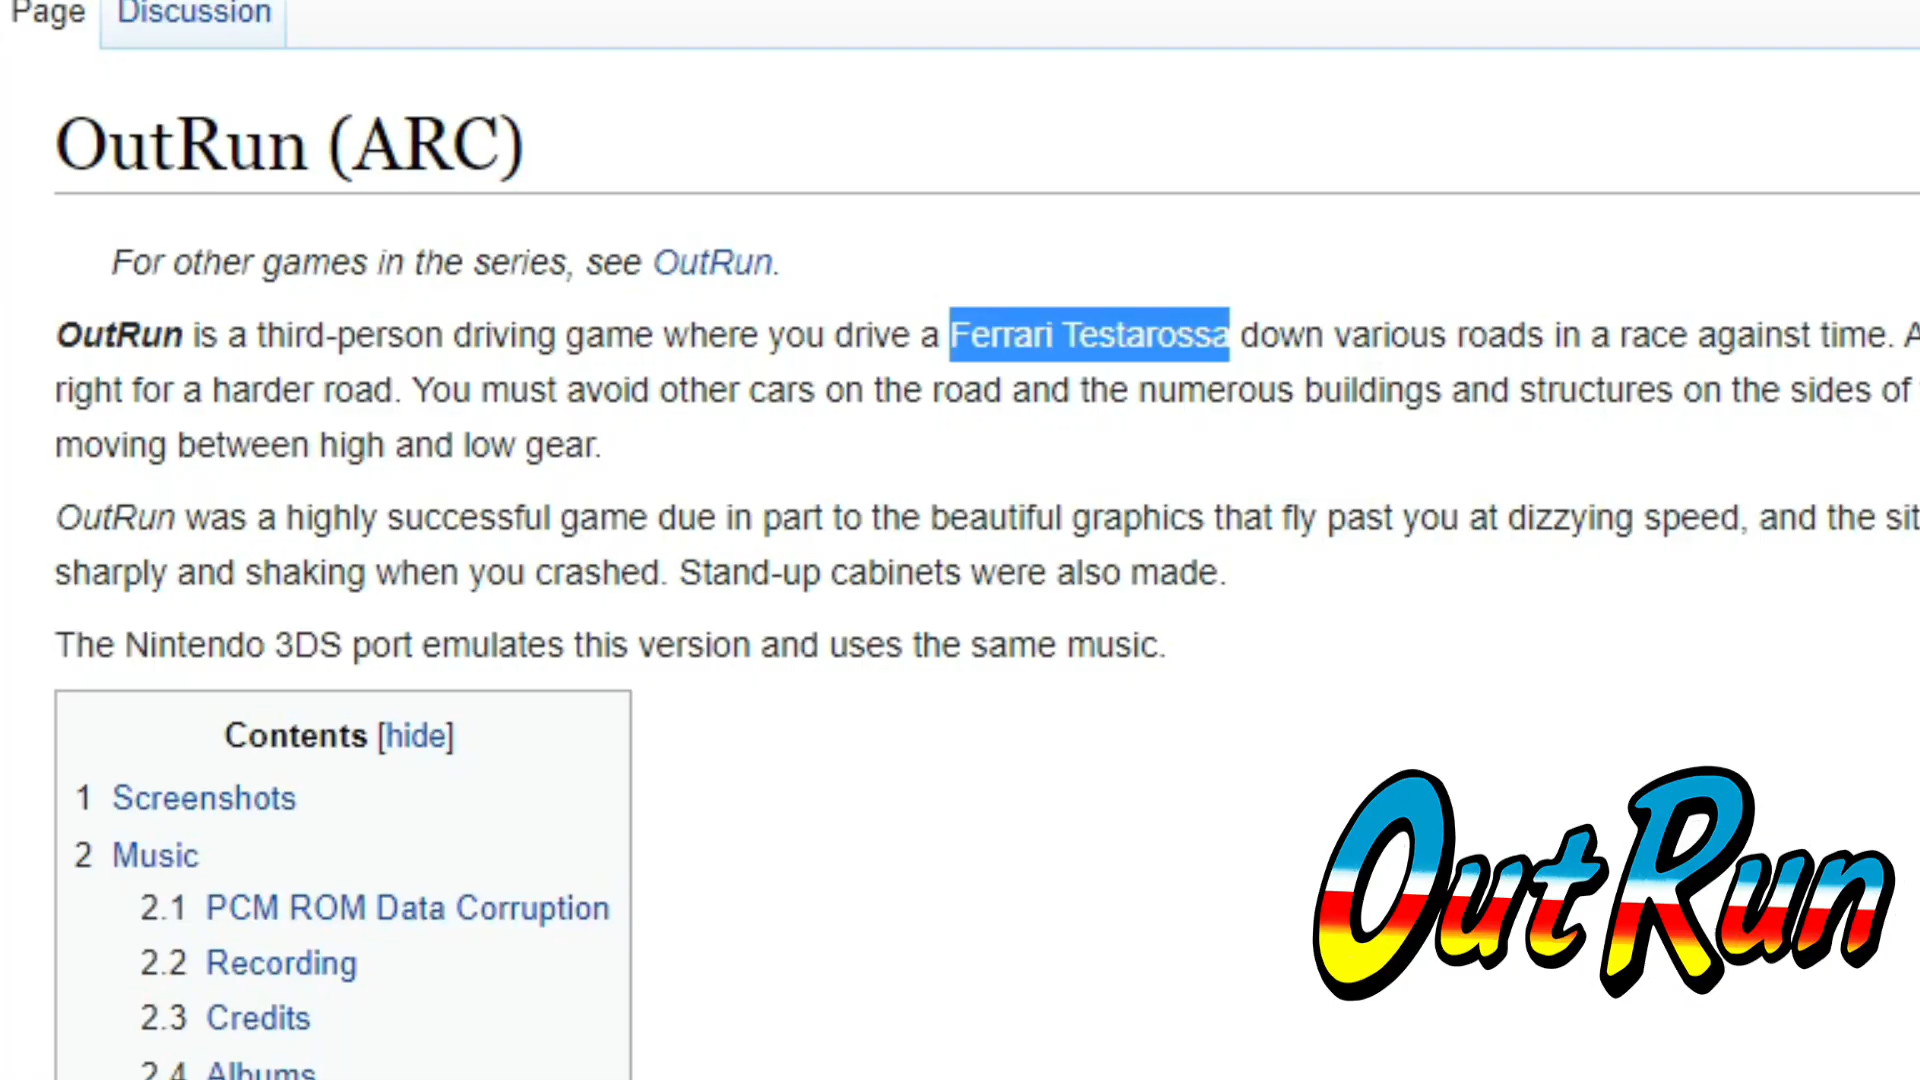 Page Discussion
OutRun (ARC)
For other games in the series, see OutRun.
OutRun is a third-person driving game where you drive a Ferrari Testarossa down various roads in a race against time. A
right for a harder road. You must avoid other cars on the road and the numerous buildings and structures on the sides of
moving between high and low gear.
OutRun was a highly successful game due in part to the beautiful graphics that fly past you at dizzying speed, and the sit
sharply and shaking when you crashed. Stand-up cabinets were also made.
The Nintendo 3DS port emulates this version and uses the same music.
Contents [hide]
1 Screenshots
2 Music
2.1 PCM ROM Data Corruption
2.2 Recording
2.3 Credits
2.4 Albums
OutRun